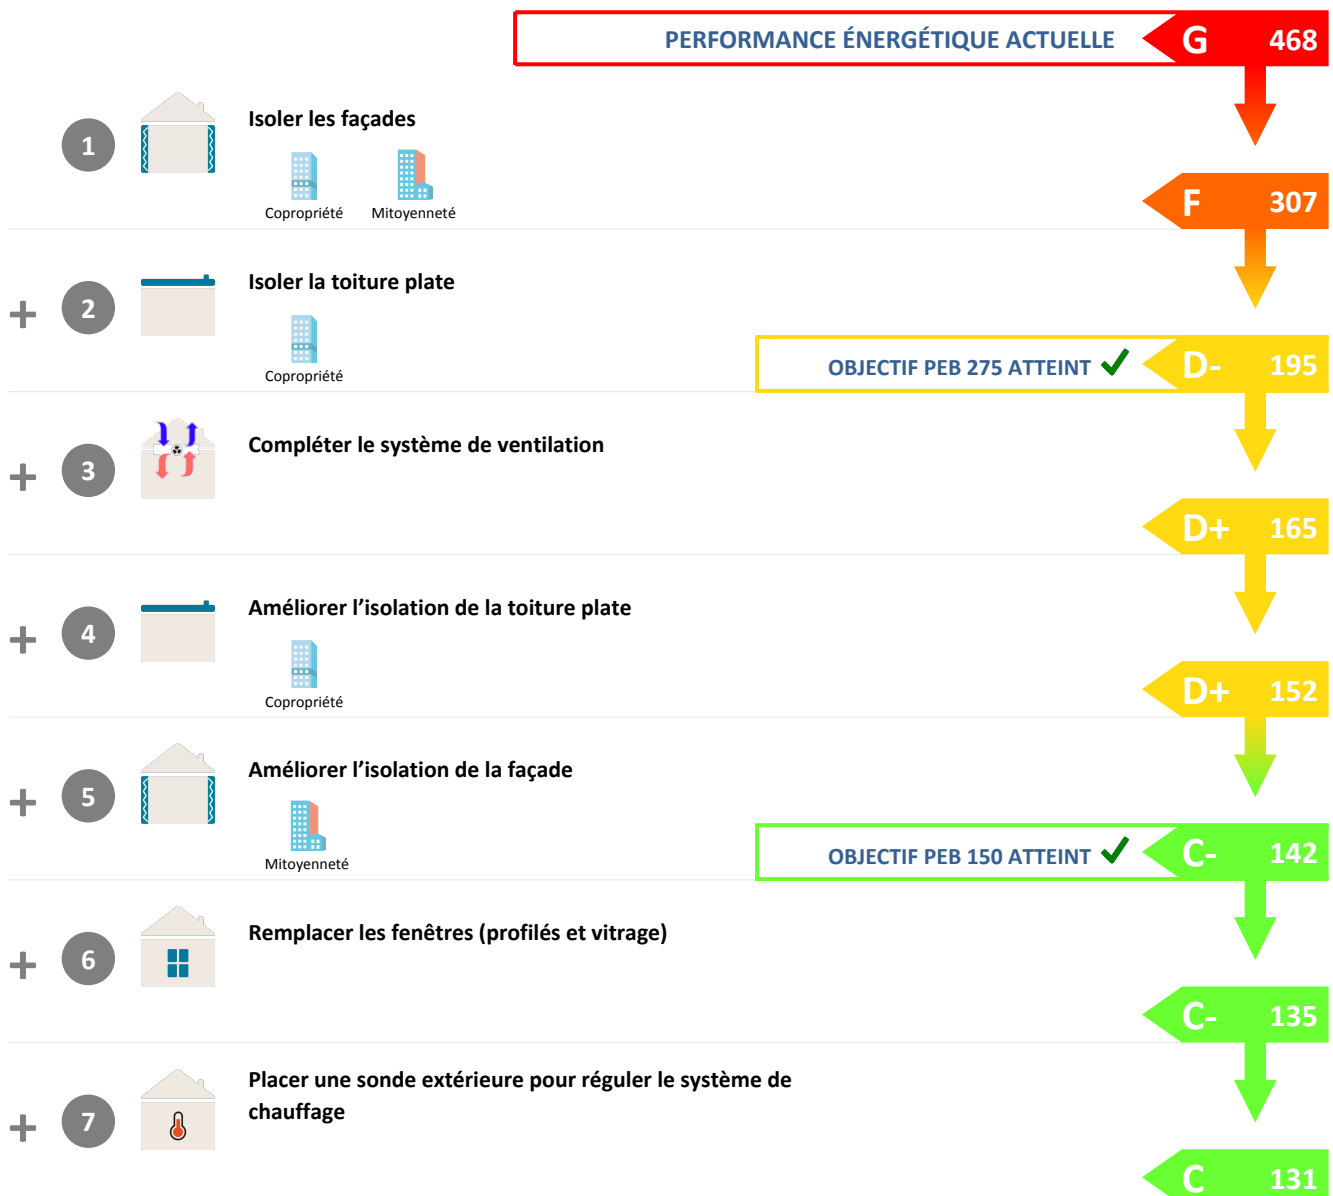 PERFORMANCE ÉNERGÉTIQUE ACTUELLE G 468
1 Isoler les façades
Copropriété Mitoyenneté
F 307
+ 2 Isoler la toiture plate
Copropriété
OBJECTIF PEB 275 ATTEINT D- 195
+ 3 Compléter le système de ventilation
D+ 165
+ 4 Améliorer l’isolation de la toiture plate
Copropriété
D+ 152
+ 5 Améliorer l’isolation de la façade
Mitoyenneté
OBJECTIF PEB 150 ATTEINT C- 142
+ 6 Remplacer les fenêtres (profilés et vitrage)
C- 135
+ 7 Placer une sonde extérieure pour réguler le système de
chauffage
C 131